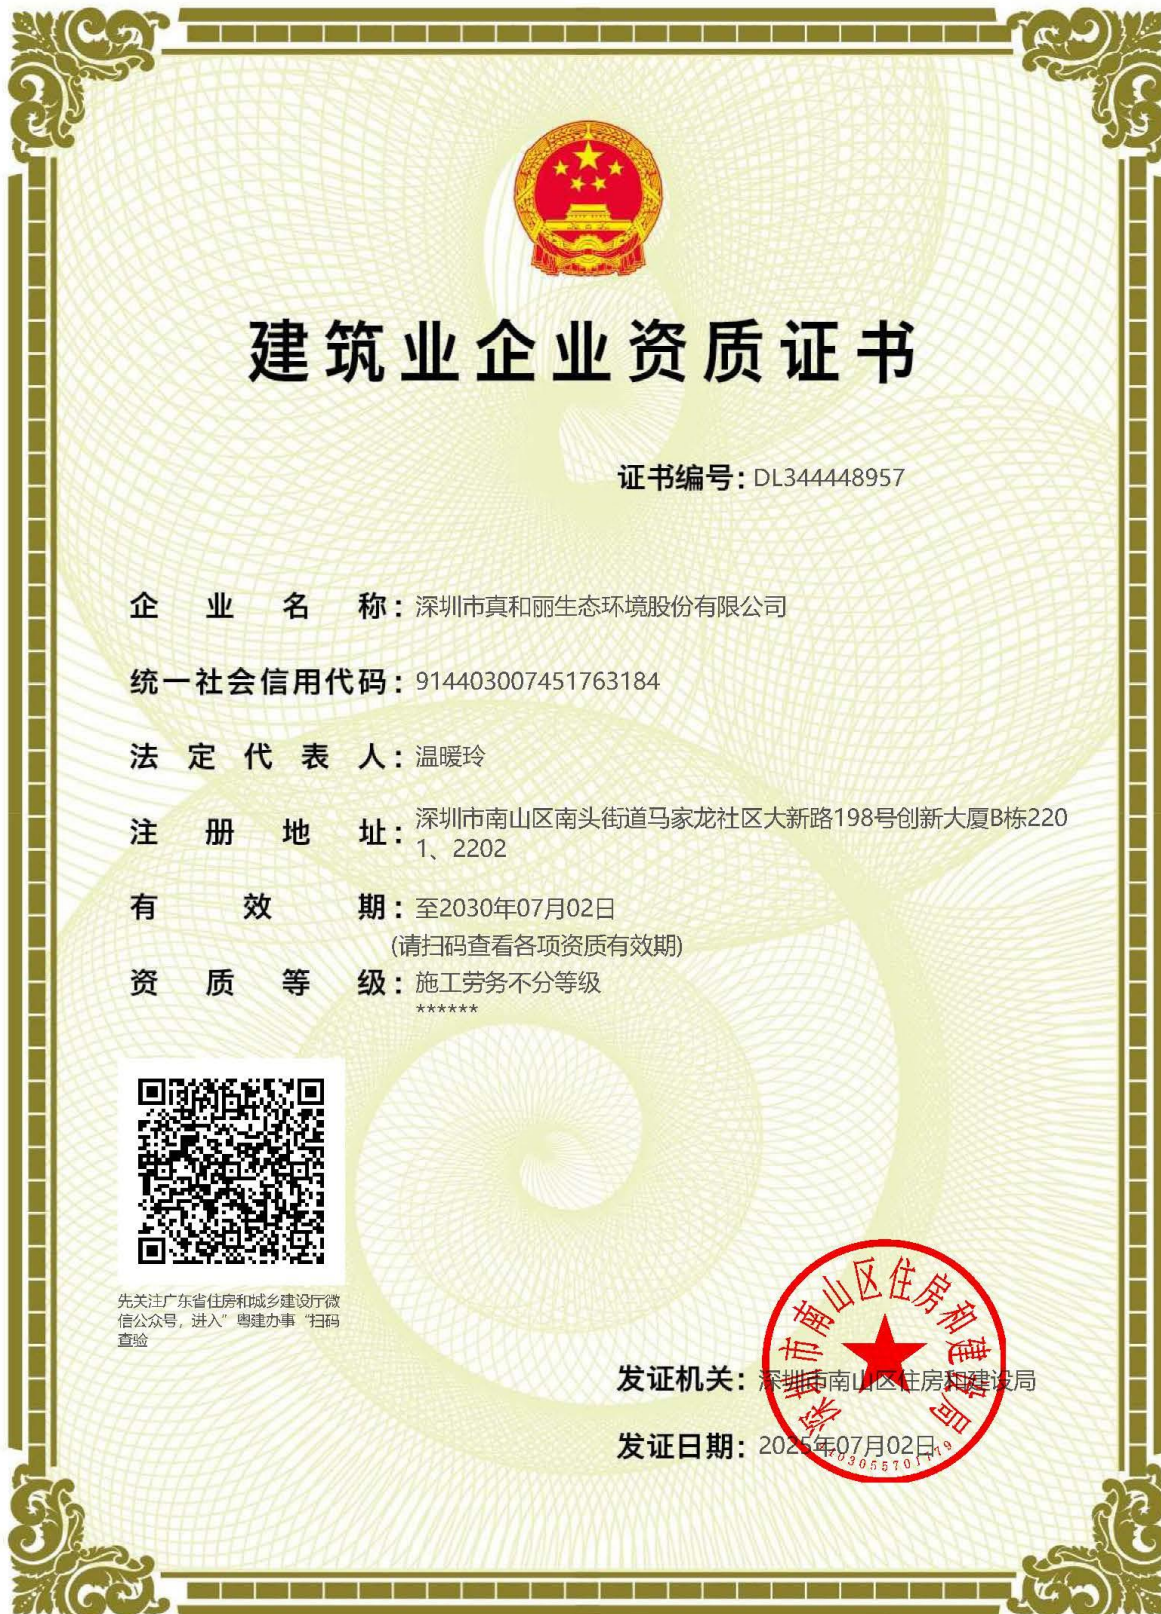 建筑业企业资质证书
证书编号：DL344448957
企业名称：深圳市真和丽生态环境股份有限公司
统一社会信用代码：914403007451763184
法定代表人：温暖玲
注册地址：深圳市南山区南头街道马家龙社区大新路198号创新大厦B栋220
1、2202
有效期：至2030年07月02日
(请扫码查看各项资质有效期)
资质等级：施工劳务不分等级
******
先关注广东省住房和城乡建设厅微
信公众号，进入”粤建办事“扫码
查验
发证机关：深圳市南山区住房和建设局
发证日期：2025年07月02日
深圳市南山区住房和建设局